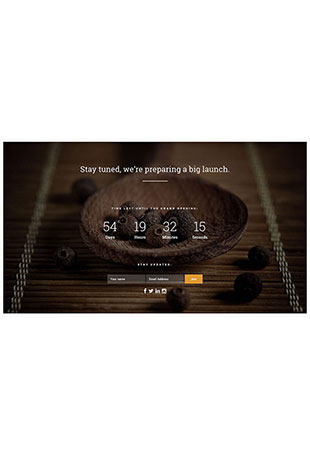 Stay tuned, we're preparing a big launch.
TIME LEFT UNTIL THE GRAND OPENING:
54 19 32 15
Days Hours Minutes Seconds
STAY UPDATED.
Your name Email Address